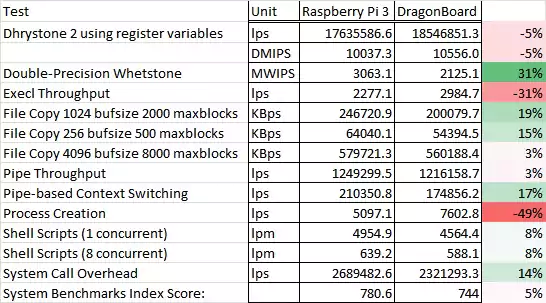 Test Unit Raspberry Pi 3 DragonBoard
Dhrystone 2 using register variables lps 17635586.6 18546851.3 -5%
DMIPS 10037.3 10556.0 -5%
Double-Precision Whetstone MWIPS 3063.1 2125.1 31%
Execl Throughput lps 2277.1 2984.7 -31%
File Copy 1024 bufsize 2000 maxblocks KBps 246720.9 200079.7 19%
File Copy 256 bufsize 500 maxblocks KBps 64040.1 54394.5 15%
File Copy 4096 bufsize 8000 maxblocks KBps 579721.3 560188.4 3%
Pipe Throughput lps 1249299.5 1216158.7 3%
Pipe-based Context Switching lps 210350.8 174856.2 17%
Process Creation lps 5097.1 7602.8 -49%
Shell Scripts (1 concurrent) lpm 4954.9 4564.4 8%
Shell Scripts (8 concurrent) lpm 639.2 588.1 8%
System Call Overhead lps 2689482.6 2321293.3 14%
System Benchmarks Index Score: 780.6 744 5%